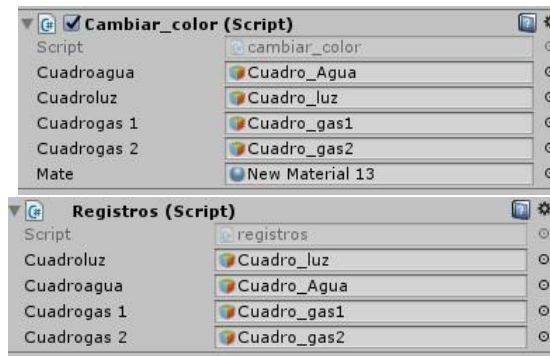 Cambiar_color (Script)
Script cambiar_color
Cuadroagua Cuadro_Agua
Cuadroluz Cuadro_luz
Cuadrogas 1 Cuadro_gas1
Cuadrogas 2 Cuadro_gas2
Mate New Material 13
Registros (Script)
Script registros
Cuadroluz Cuadro_luz
Cuadroagua Cuadro_Agua
Cuadrogas 1 Cuadro_gas1
Cuadrogas 2 Cuadro_gas2